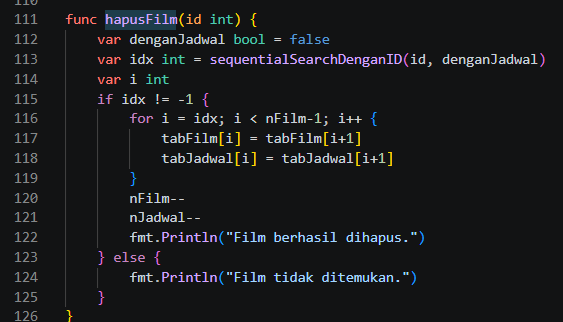 110
111 func hapusFilm(id int) {
112 var denganJadwal bool = false
113 var idx int = sequentialSearchDenganID(id, denganJadwal)
114 var i int
115 if idx != -1 {
116 for i = idx; i < nFilm-1; i++ {
117 tabFilm[i] = tabFilm[i+1]
118 tabJadwal[i] = tabJadwal[i+1]
119 }
120 nFilm--
121 nJadwal--
122 fmt.Println("Film berhasil dihapus.")
123 } else {
124 fmt.Println("Film tidak ditemukan.")
125 }
126 }